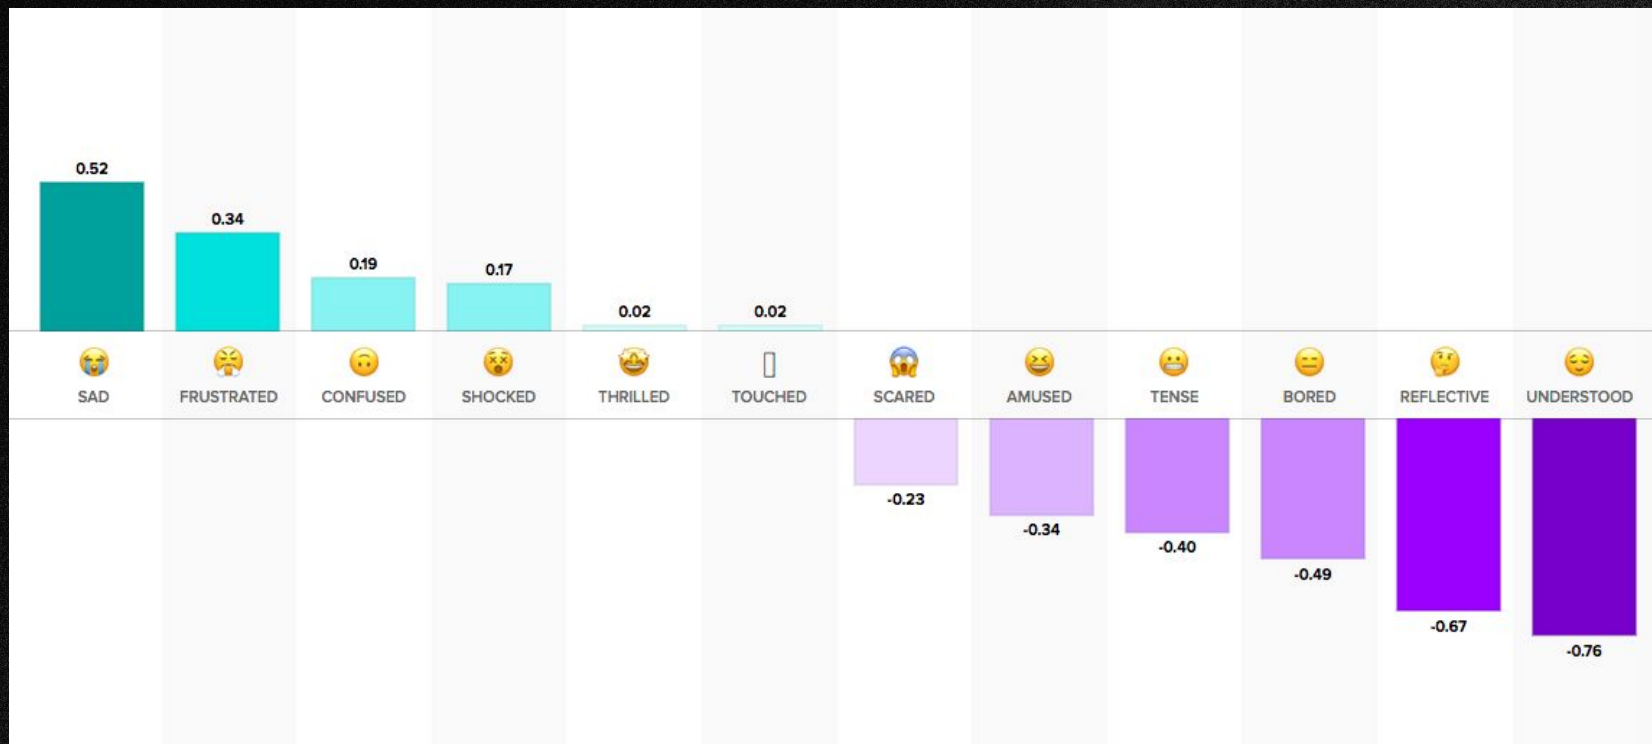 0.52
0.34
0.19
0.17
0.02
0.02
SAD
FRUSTRATED
CONFUSED
SHOCKED
THRILLED
TOUCHED
SCARED
AMUSED
TENSE
BORED
REFLECTIVE
UNDERSTOOD
-0.23
-0.34
-0.40
-0.49
-0.67
-0.76